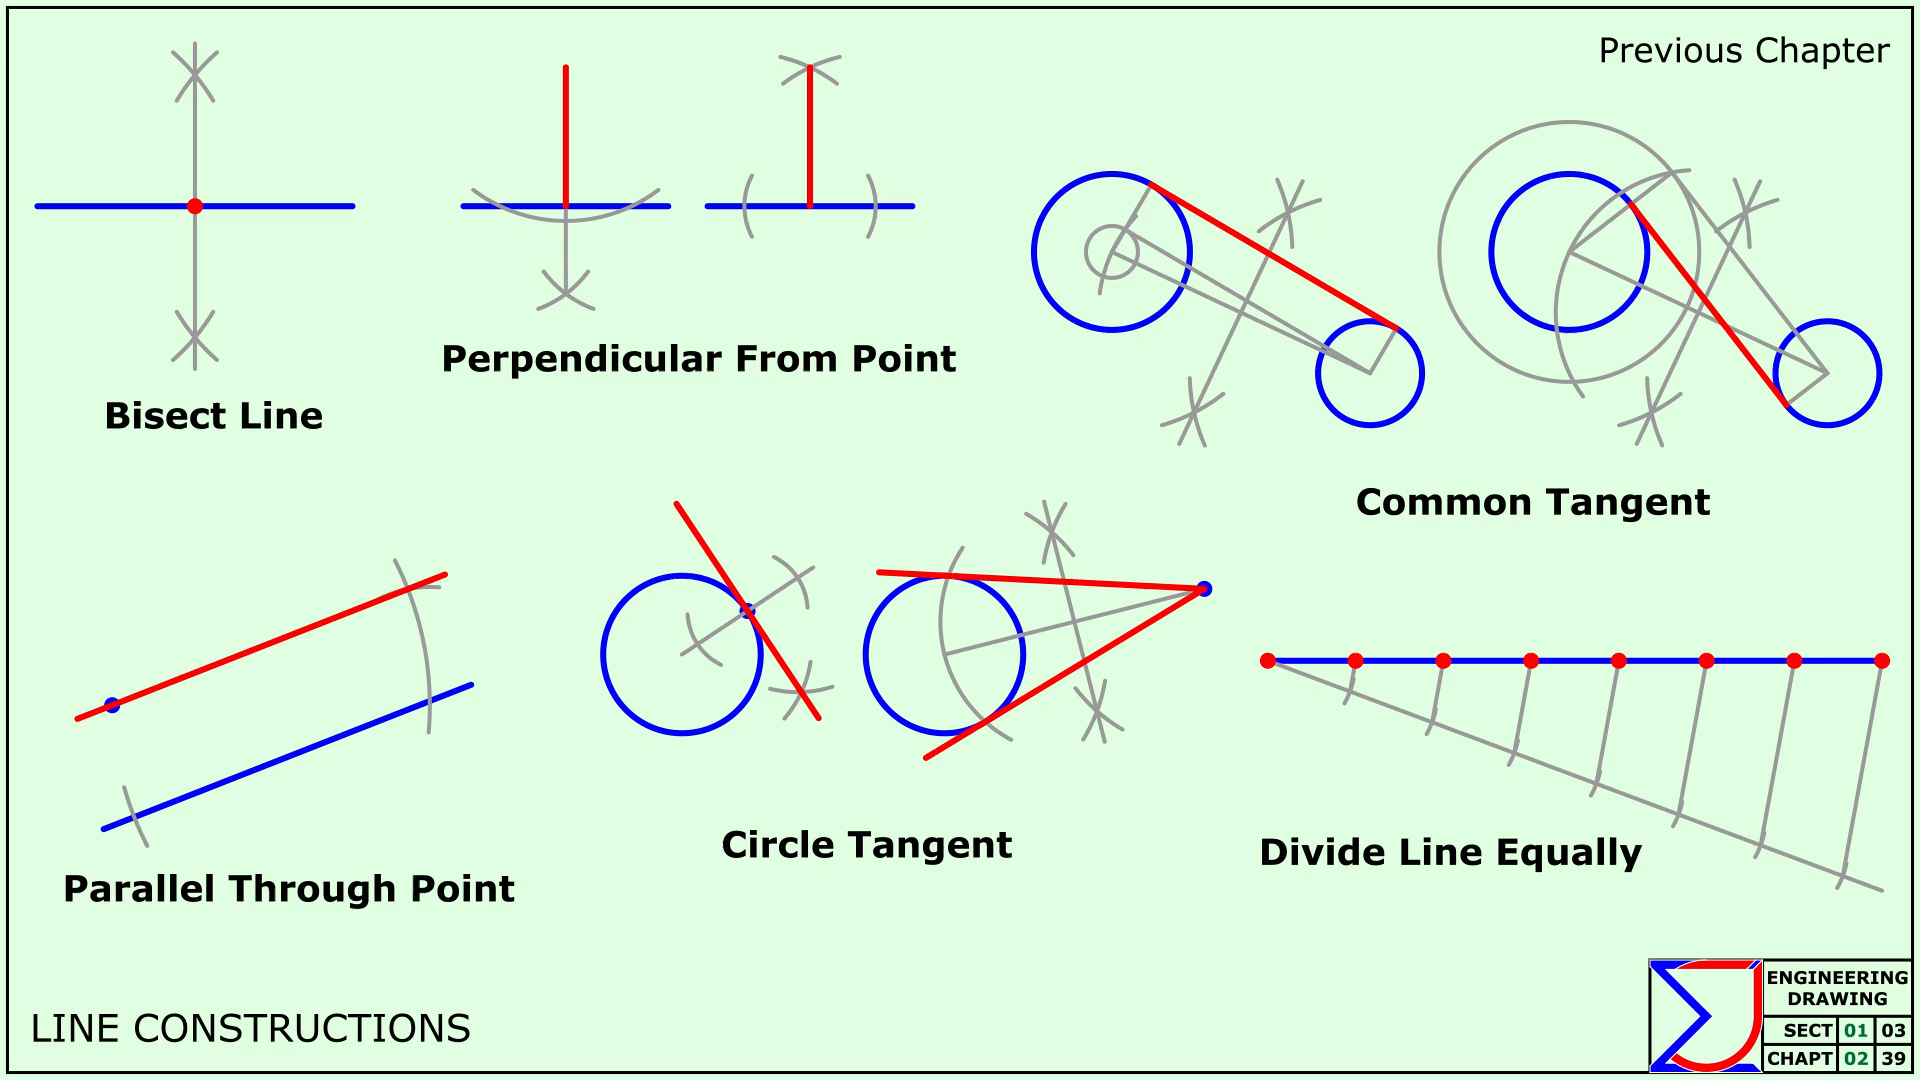 Previous Chapter
Perpendicular From Point
Bisect Line
Common Tangent
Circle Tangent
Divide Line Equally
Parallel Through Point
LINE CONSTRUCTIONS
ENGINEERING
DRAWING
SECT 01 03
CHAPT 02 39